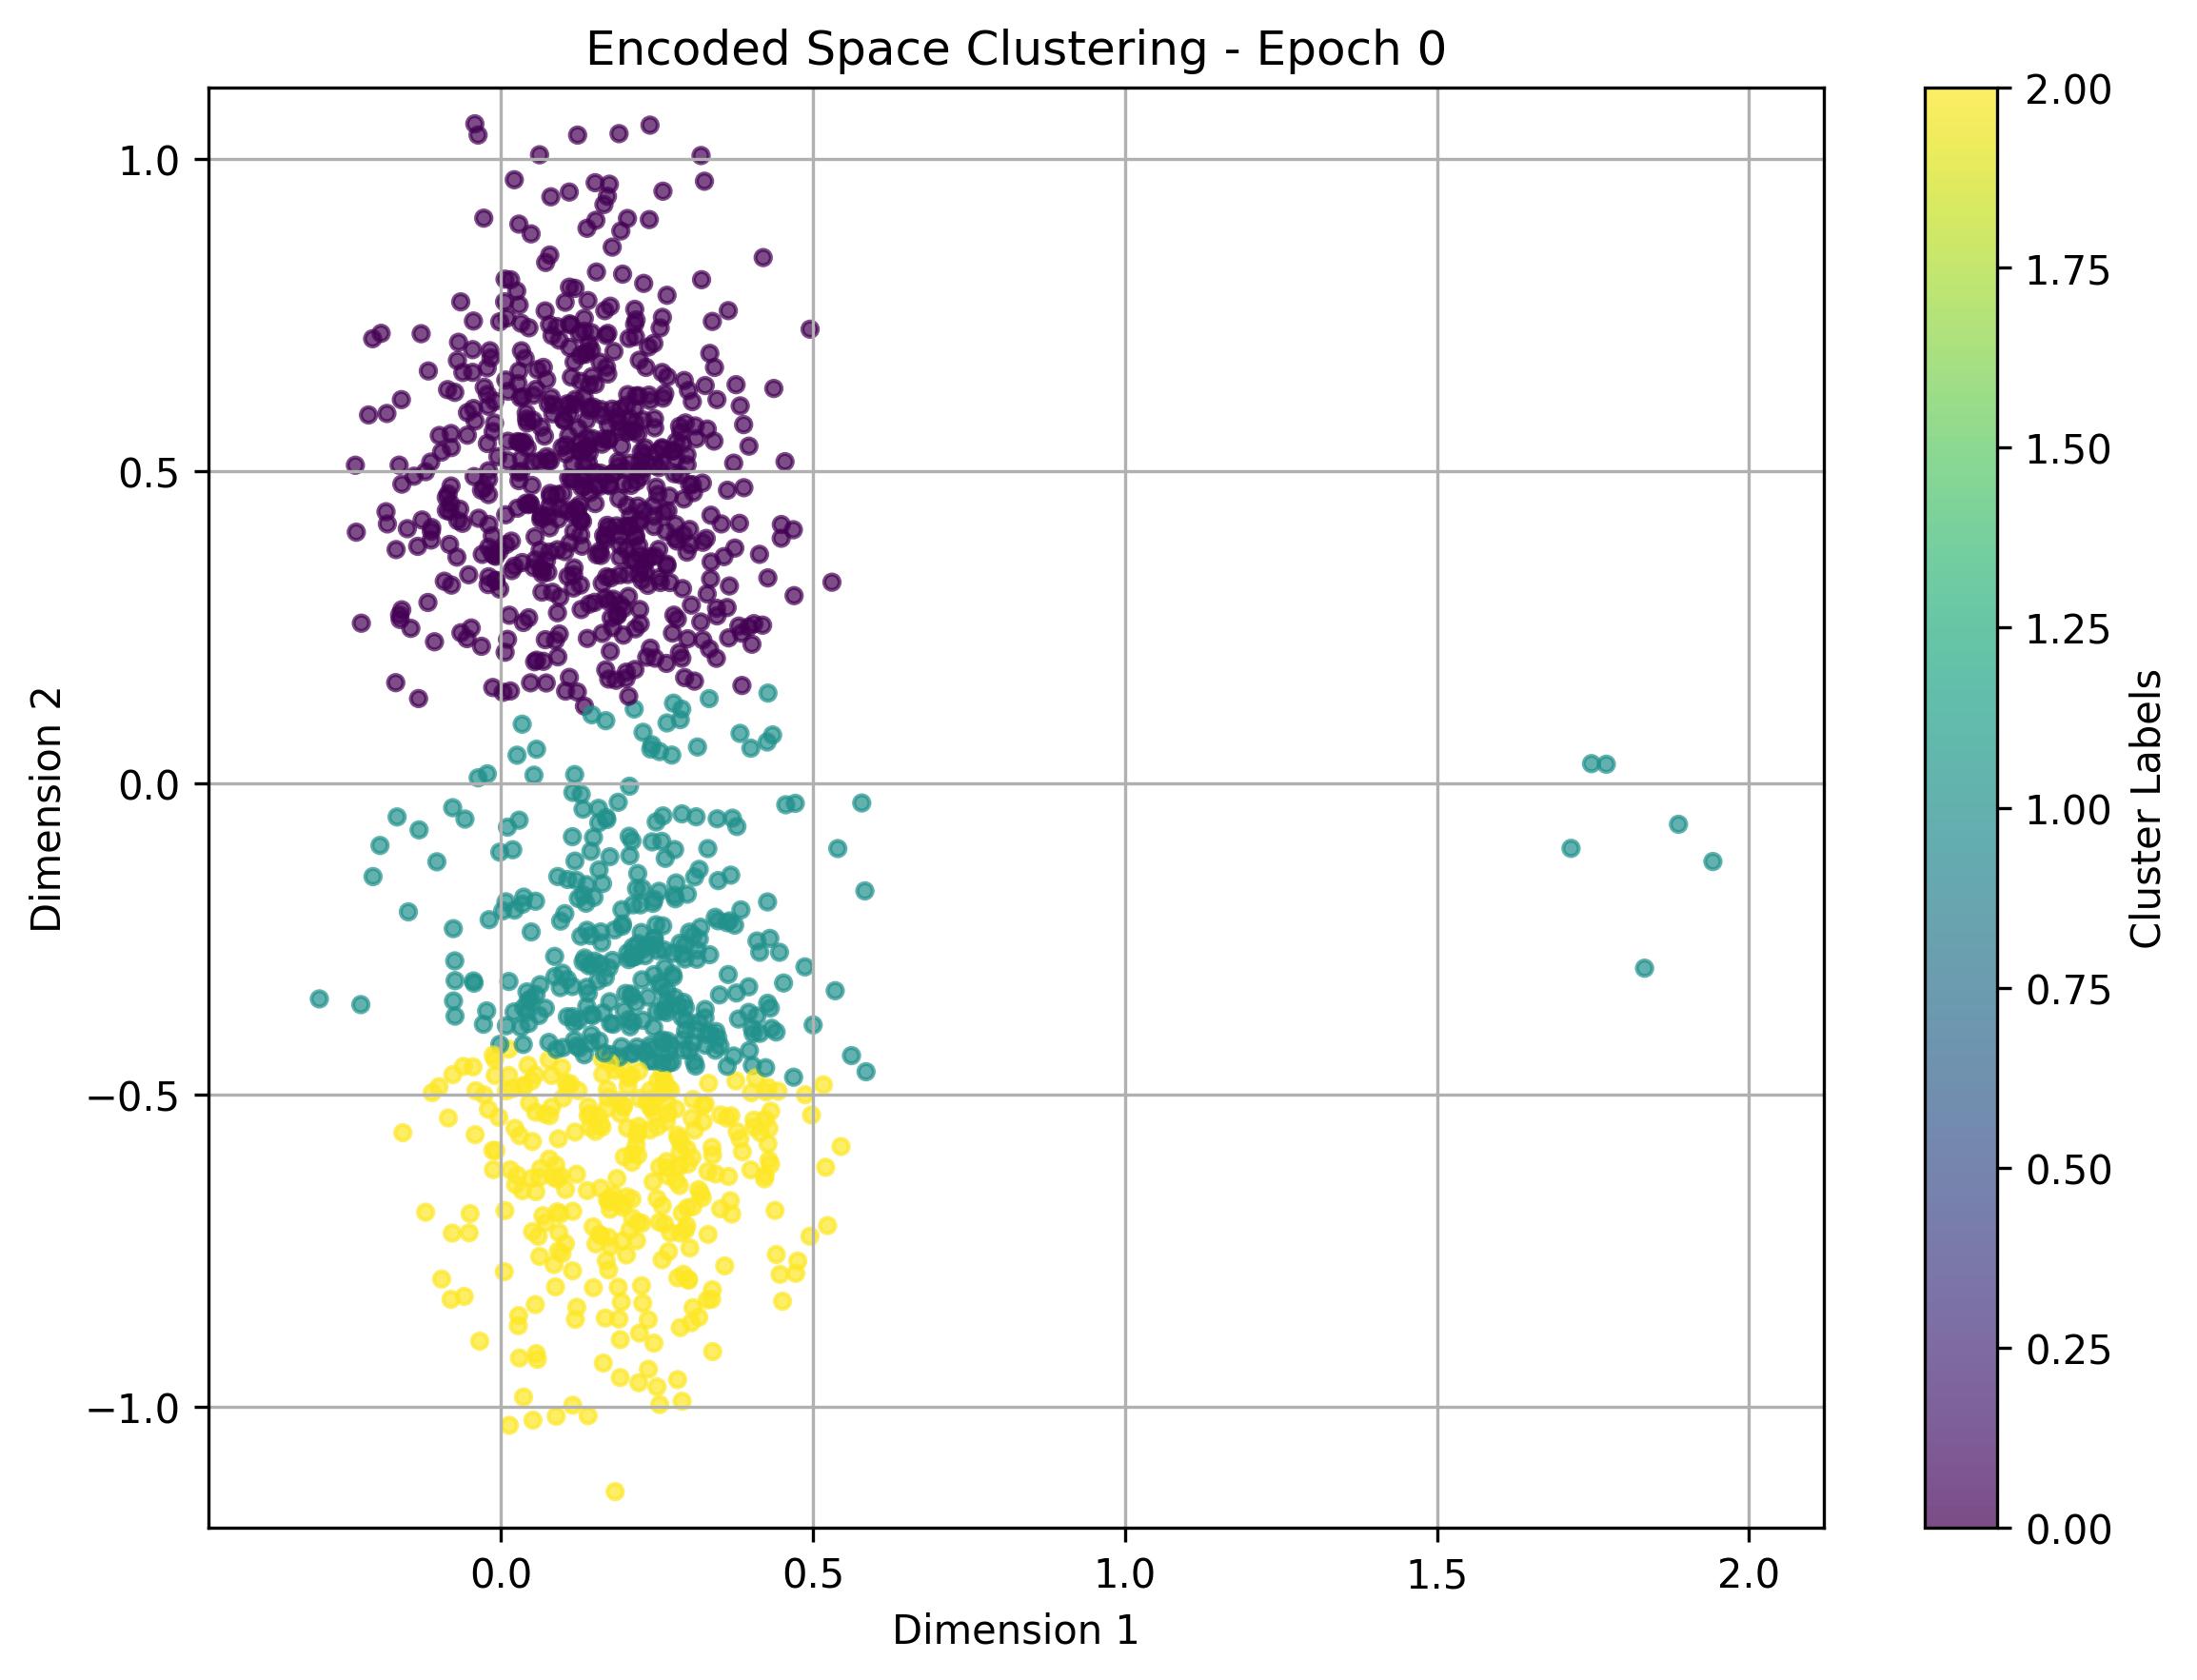 Encoded Space Clustering - Epoch 0
Dimension 2
1.0
0.5
0.0
−0.5
−1.0
0.0 0.5 1.0 1.5 2.0
Dimension 1
2.00
1.75
1.50
1.25
1.00
0.75
0.50
0.25
0.00
Cluster Labels